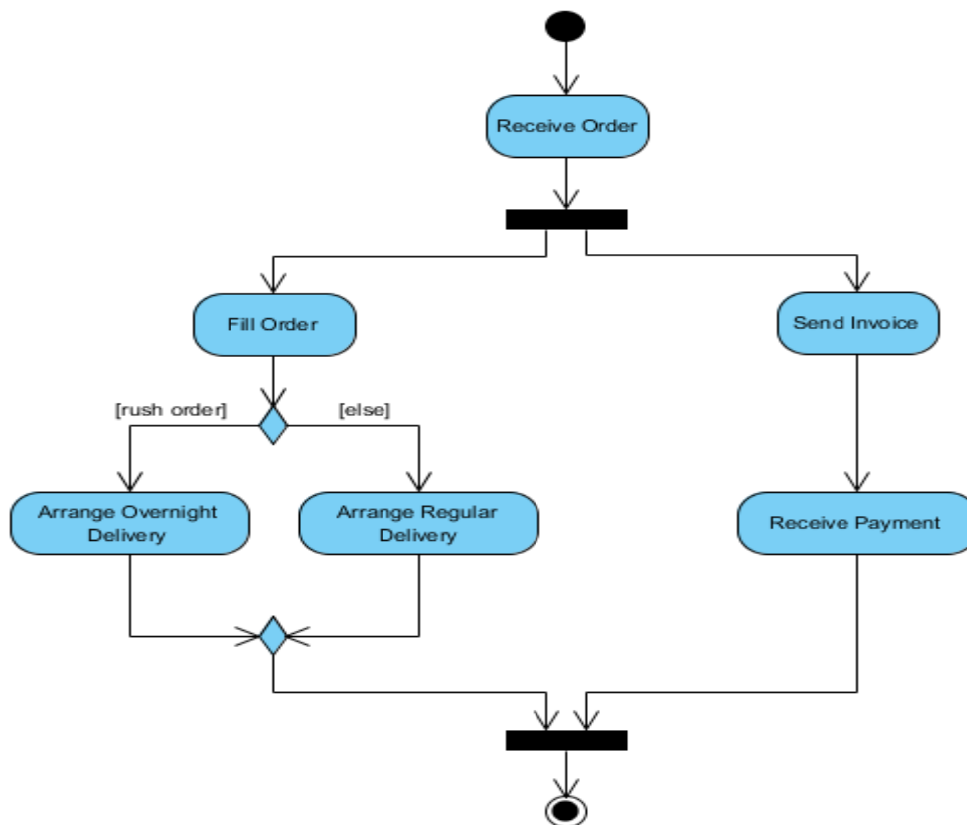 Receive Order
Fill Order
Send Invoice
[rush order]
[else]
Arrange Overnight
Delivery
Arrange Regular
Delivery
Receive Payment